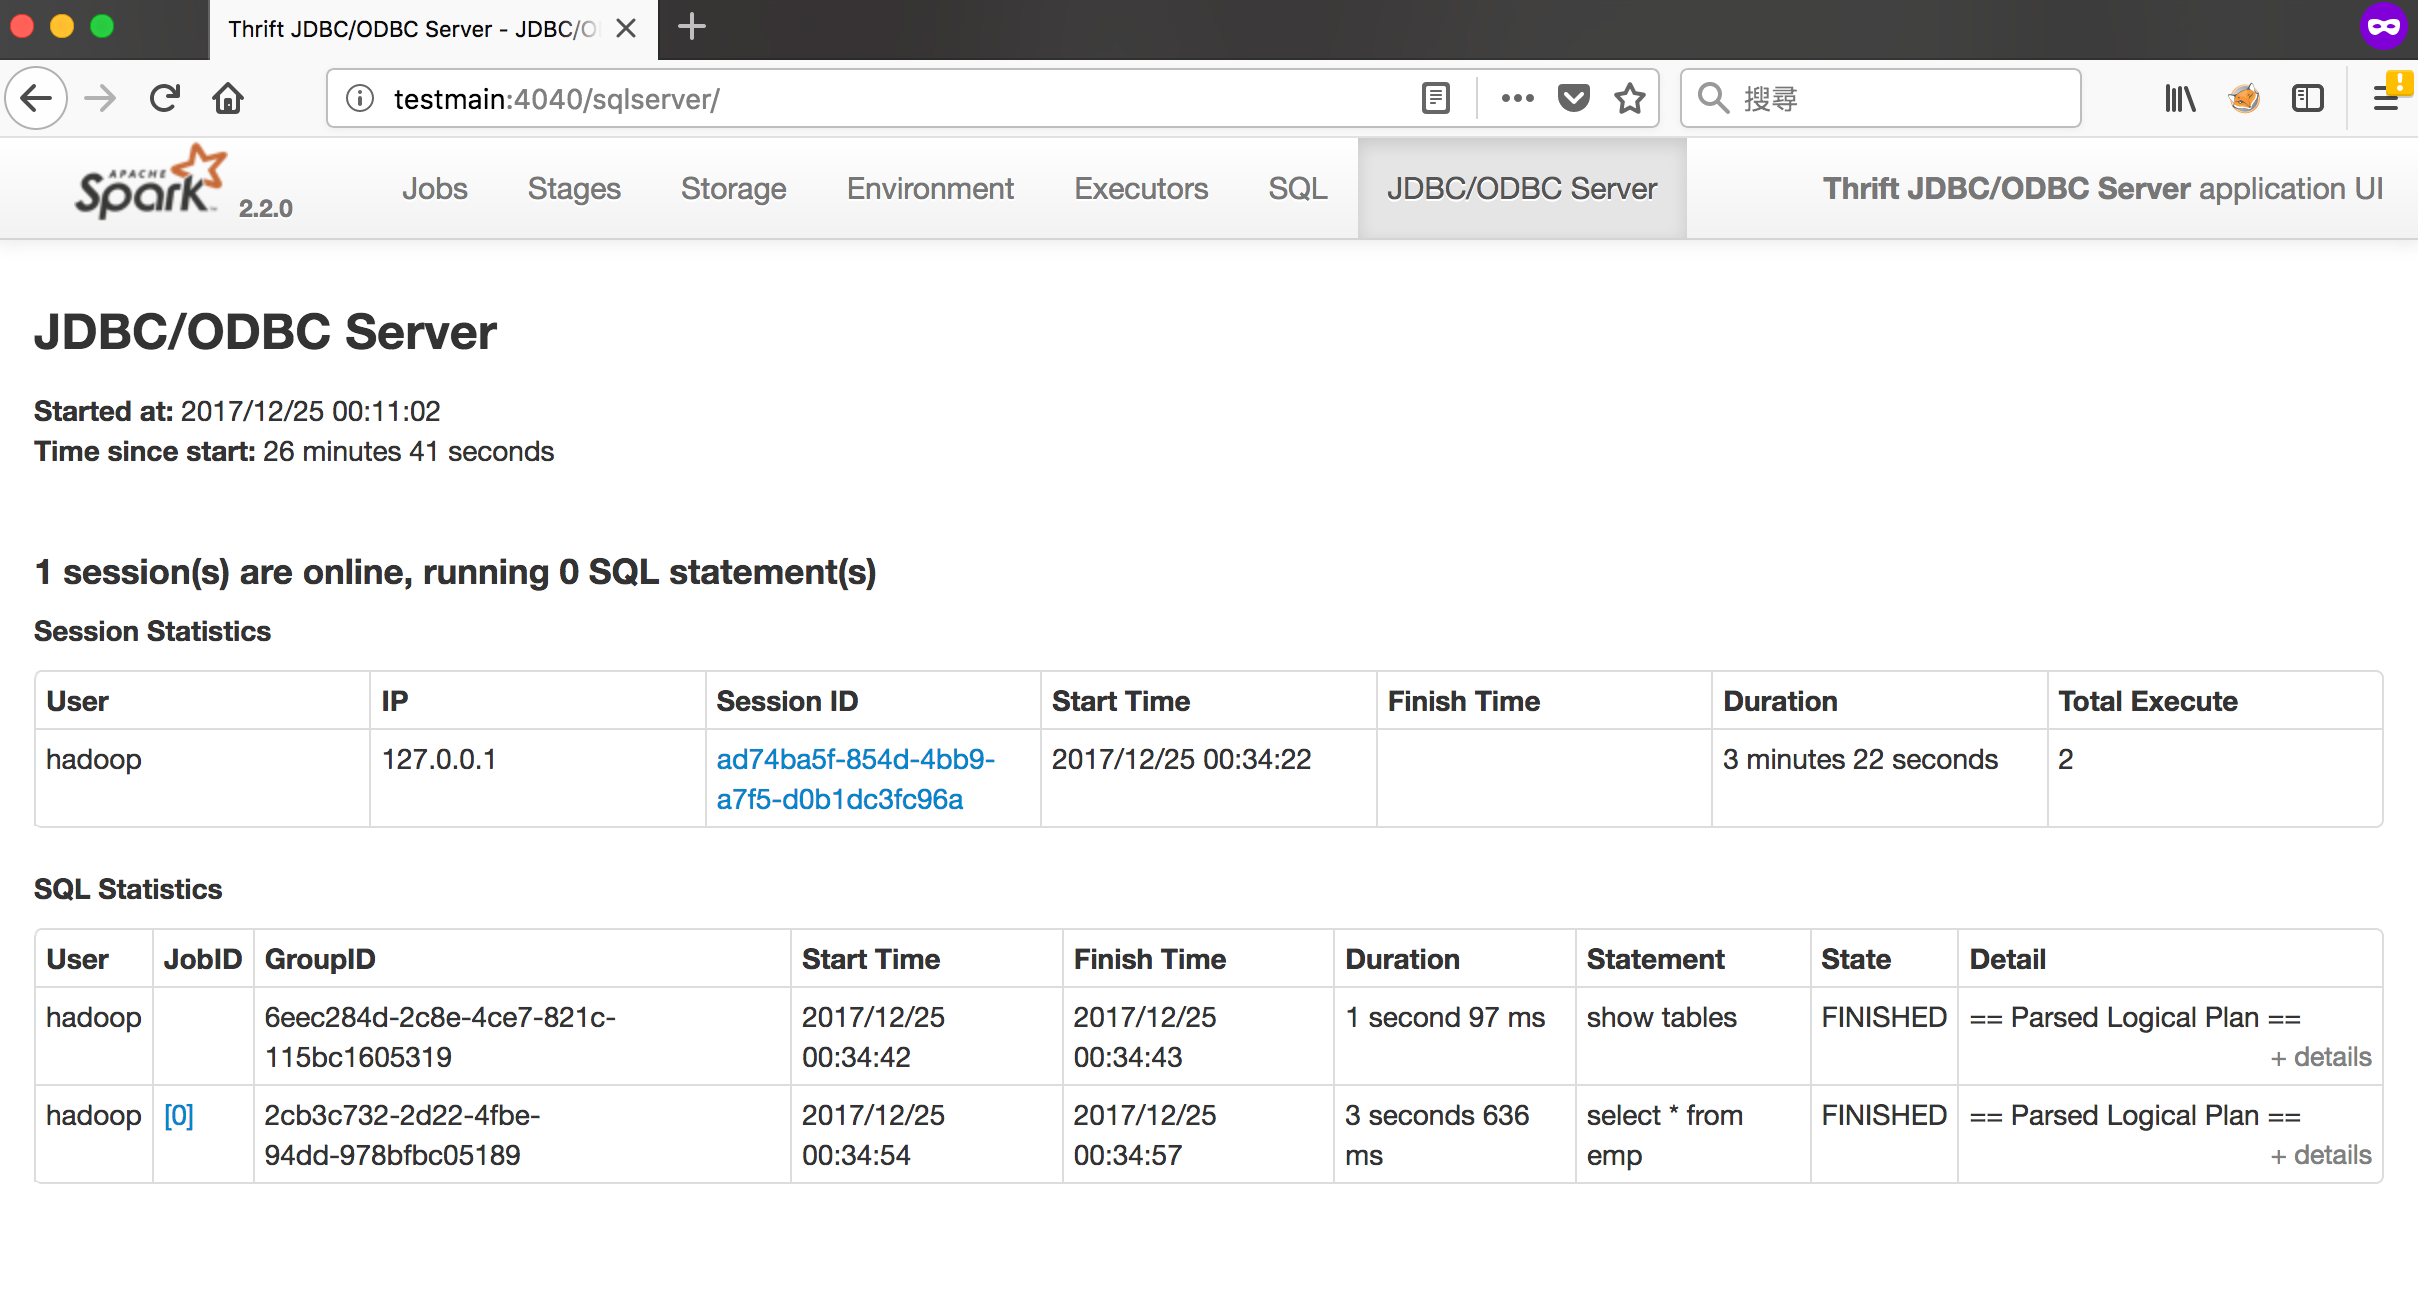 Thrift JDBC/ODBC Server - JDBC/O
testmain:4040/sqlserver/
搜尋
APACHE
Spark 2.2.0
Jobs Stages Storage Environment Executors SQL JDBC/ODBC Server Thrift JDBC/ODBC Server application UI
JDBC/ODBC Server
Started at: 2017/12/25 00:11:02
Time since start: 26 minutes 41 seconds
1 session(s) are online, running 0 SQL statement(s)
Session Statistics
User IP Session ID Start Time Finish Time Duration Total Execute
hadoop 127.0.0.1 ad74ba5f-854d-4bb9- 2017/12/25 00:34:22 3 minutes 22 seconds 2
a7f5-d0b1dc3fc96a
SQL Statistics
User JobID GroupID Start Time Finish Time Duration Statement State Detail
hadoop 6eec284d-2c8e-4ce7-821c- 2017/12/25 2017/12/25 1 second 97 ms show tables FINISHED == Parsed Logical Plan ==
115bc1605319 00:34:42 00:34:43 + details
hadoop [0] 2cb3c732-2d22-4fbe- 2017/12/25 2017/12/25 3 seconds 636 select * from FINISHED == Parsed Logical Plan ==
94dd-978bfbc05189 00:34:54 00:34:57 ms emp + details